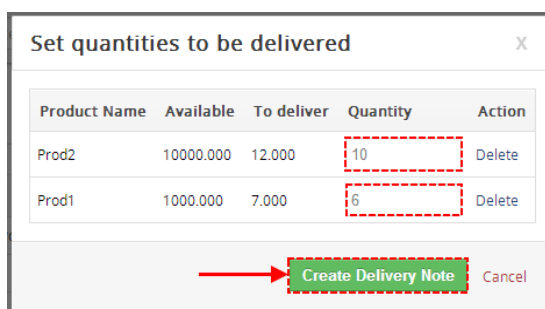 Set quantities to be delivered X
Product Name Available To deliver Quantity Action
Prod2 10000.000 12.000 10 Delete
Prod1 1000.000 7.000 6 Delete
Create Delivery Note Cancel